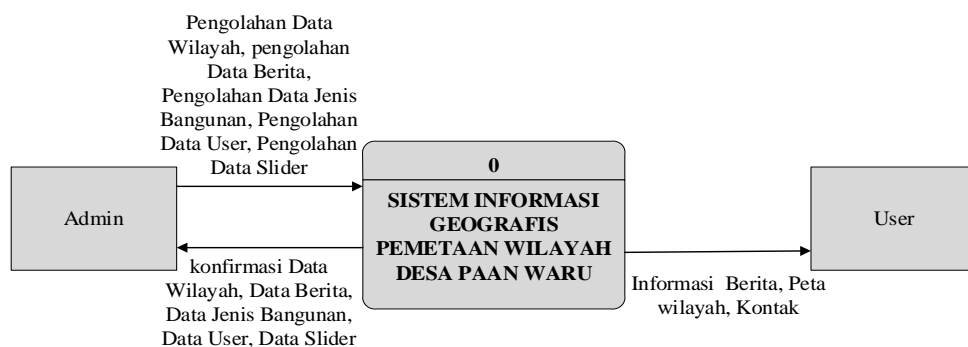 Pengolahan Data
Wilayah, pengolahan
Data Berita,
Pengolahan Data Jenis
Bangunan, Pengolahan
Data User, Pengolahan
Data Slider
Admin
0
SISTEM INFORMASI
GEOGRAFIS
PEMETAAN WILAYAH
DESA PAAN WARU
User
konfirmasi Data
Wilayah, Data Berita,
Data Jenis Bangunan,
Data User, Data Slider
Informasi Berita, Peta
wilayah, Kontak